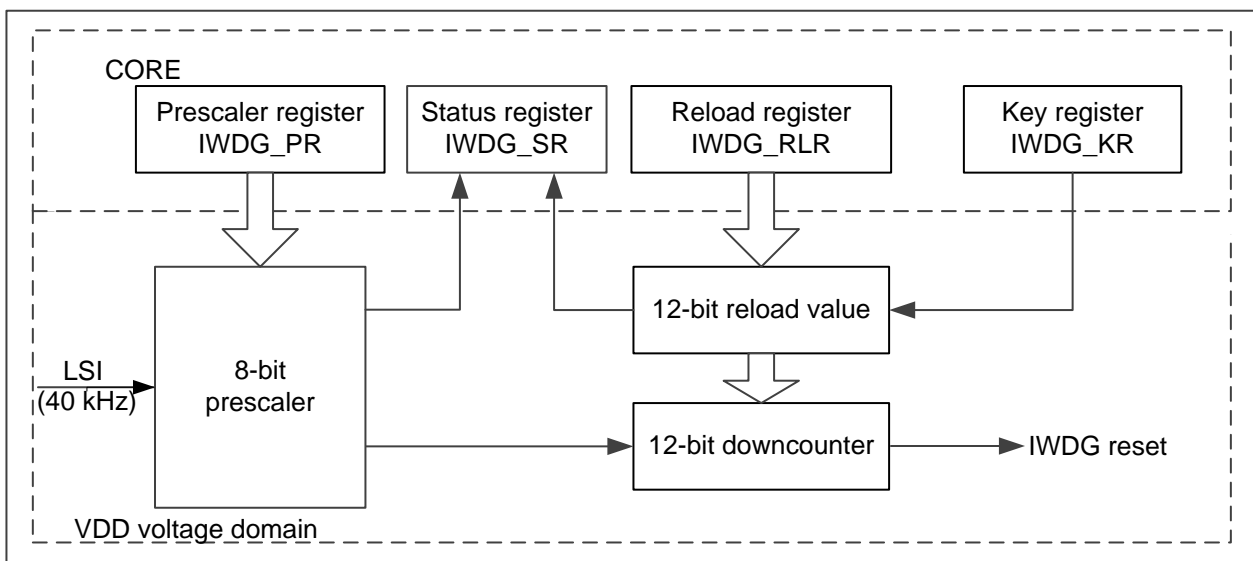 CORE
Prescaler register
IWDG_PR
Status register
IWDG_SR
Reload register
IWDG_RLR
Key register
IWDG_KR
LSI
(40 kHz)
8-bit
prescaler
12-bit reload value
12-bit downcounter
IWDG reset
VDD voltage domain